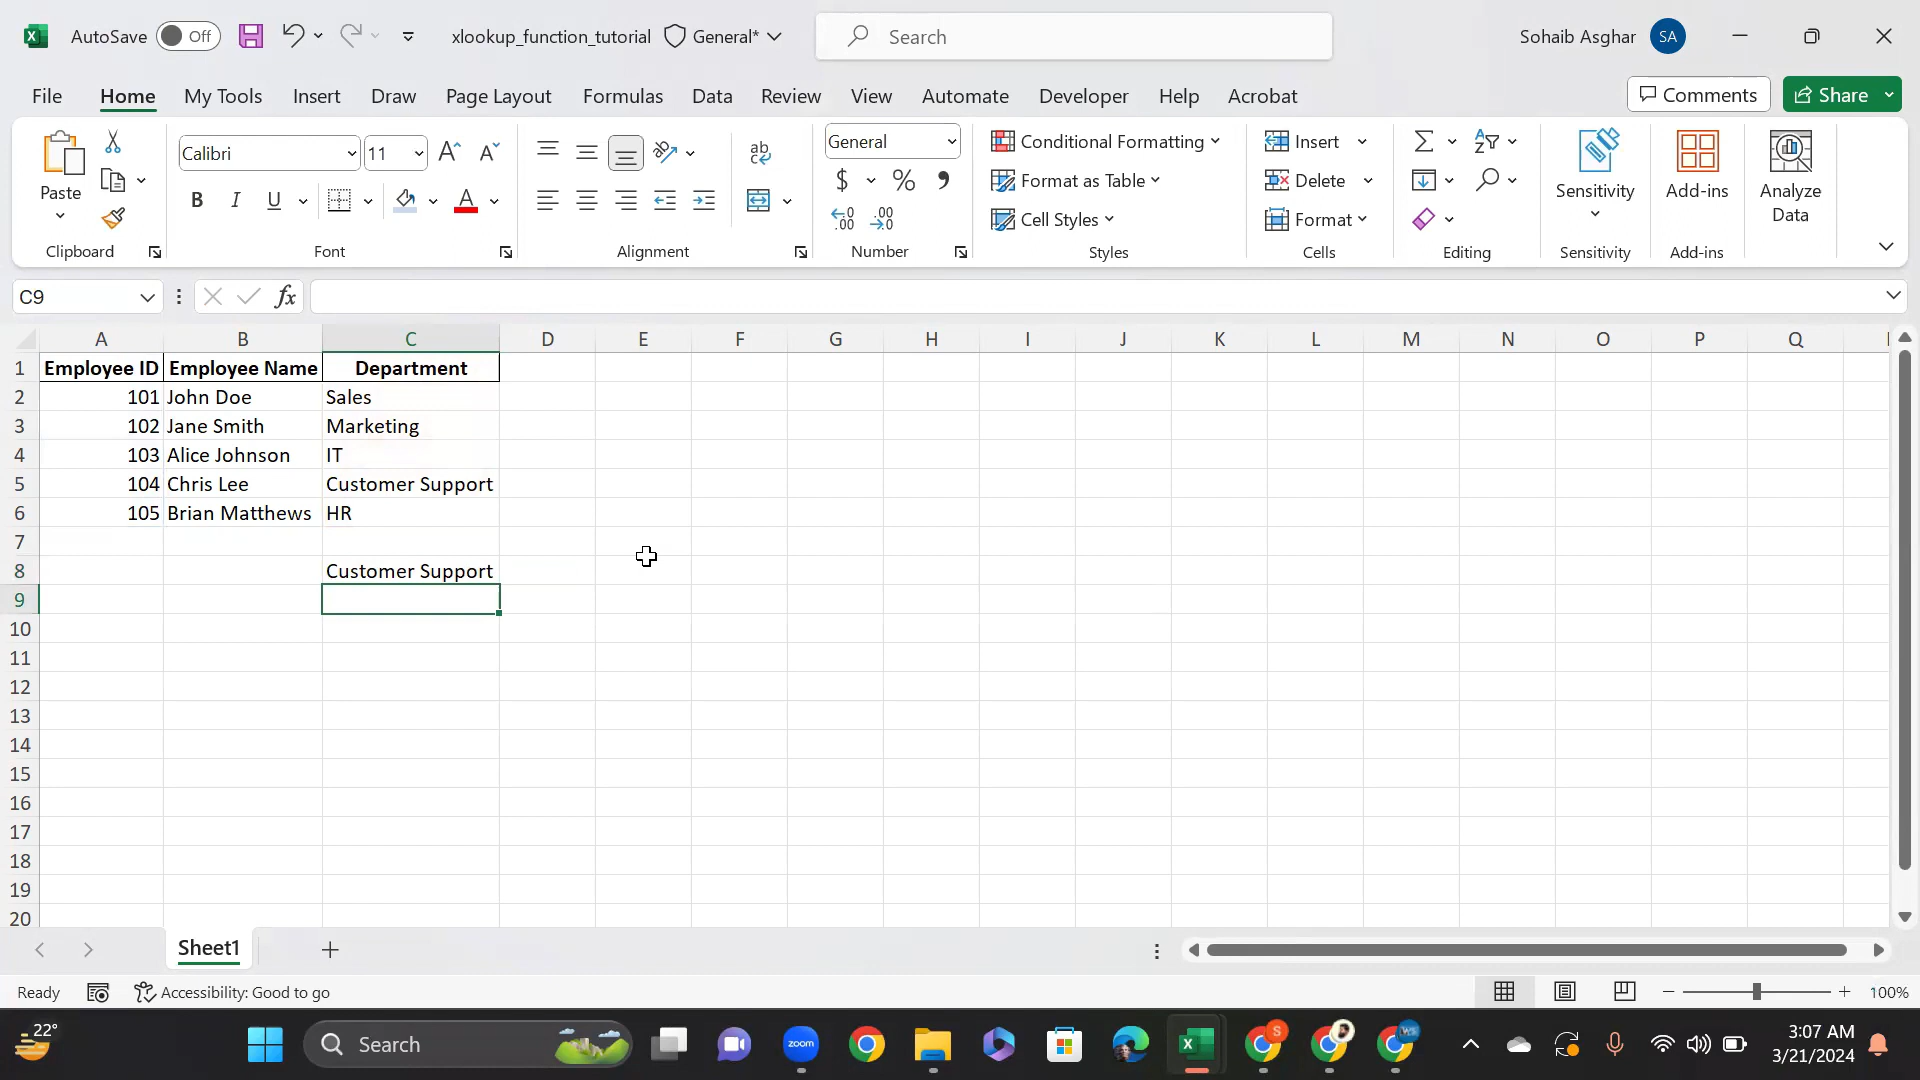 AutoSave Off xlookup_function_tutorial General* Search Sohaib Asghar SA
File Home My Tools Insert Draw Page Layout Formulas Data Review View Automate Developer Help Acrobat Comments Share
Paste
Clipboard
Calibri 11
B I U A
Font
ab
Alignment
General
$ % ,
Number
Conditional Formatting
Format as Table
Cell Styles
Styles
Insert
Delete
Format
Cells
Editing
Sensitivity
Sensitivity
Add-ins
Add-ins
Analyze
Data
C9 fx
A B C D E F G H I J K L M N O P Q
1 Employee ID Employee Name Department
2 101 John Doe Sales
3 102 Jane Smith Marketing
4 103 Alice Johnson IT
5 104 Chris Lee Customer Support
6 105 Brian Matthews HR
7
8 Customer Support
9
10
11
12
13
14
15
16
17
18
19
20
Sheet1
Ready Accessibility: Good to go 100%
22° Search zoom 3:07 AM
3/21/2024